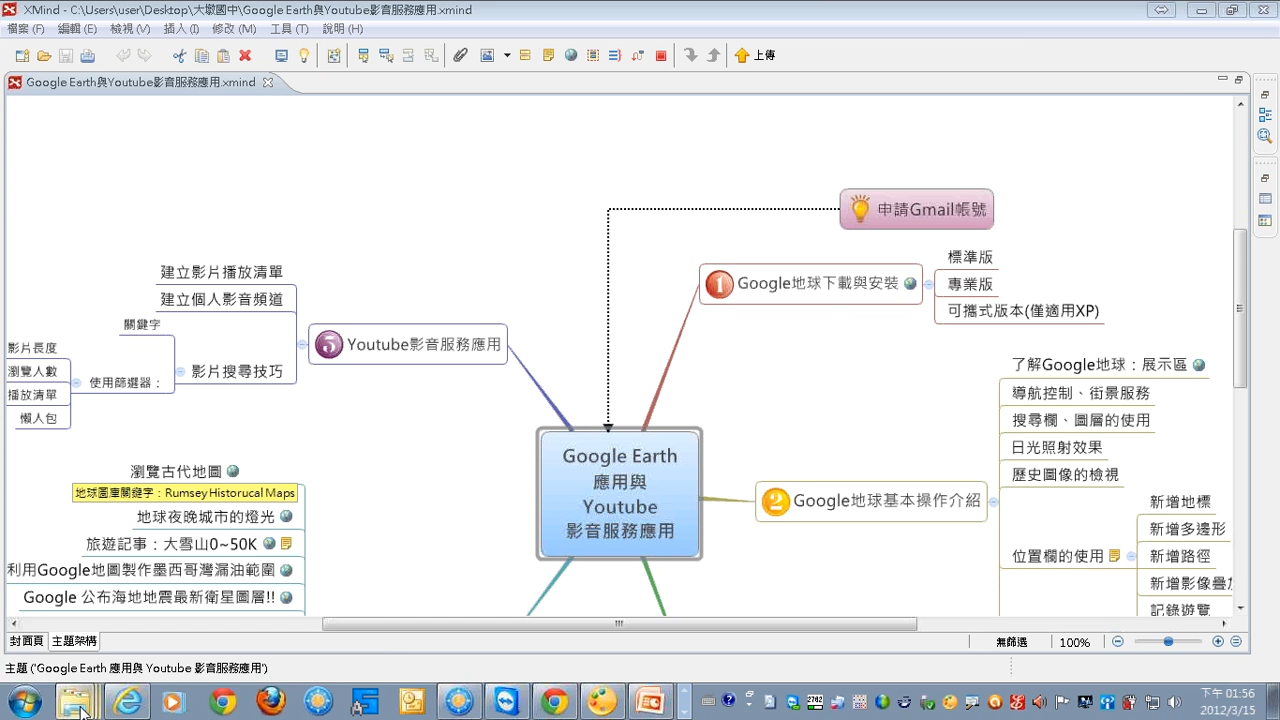 XMind - C:\Users\user\Desktop\大墩國中\Google Earth與Youtube影音服務應用.xmind
檔案 (F) 編輯 (E) 檢視 (V) 插入 (I) 修改 (M) 工具 (T) 說明 (H)
上傳
Google Earth與Youtube影音服務應用.xmind
申請Gmail帳號
1 Google地球下載與安裝
標準版
專業版
可攜式版本(僅適用XP)
建立影片播放清單
建立個人影音頻道
關鍵字
5 Youtube影音服務應用
影片長度
瀏覽人數
播放清單
懶人包
使用篩選器：
影片搜尋技巧
了解Google地球：展示區
導航控制、街景服務
搜尋欄、圖層的使用
日光照射效果
歷史圖像的檢視
Google Earth
應用與
Youtube
影音服務應用
2 Google地球基本操作介紹
瀏覽古代地圖
地球圖庫關鍵字：Rumsey Historucal Maps
地球夜晚城市的燈光
旅遊記事：大雪山0~50K
利用Google地圖製作墨西哥灣漏油範圍
Google 公布海地地震最新衛星圖層!!
位置欄的使用
新增地標
新增多邊形
新增路徑
新增影像疊
記錄遊覽
封面頁 主題架構
無篩選 100%
主題 ('Google Earth 應用與 Youtube 影音服務應用')
下午 01:56
2012/3/15